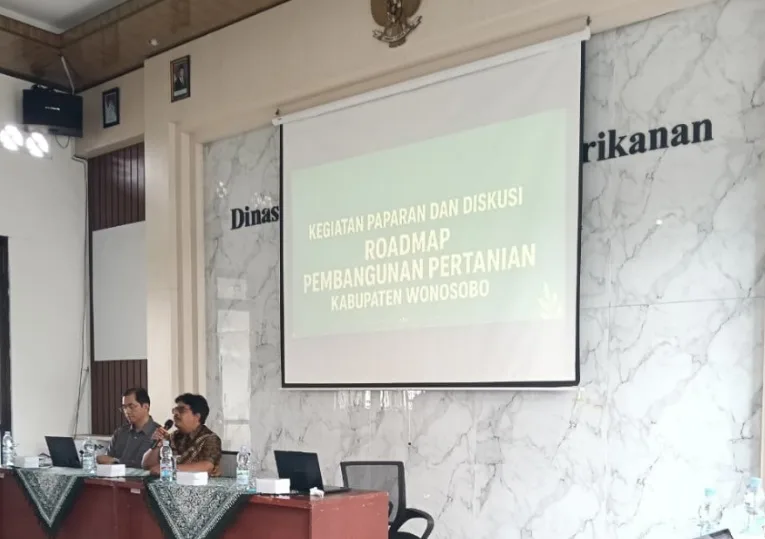 Dinas
rikanan
KEGIATAN PAPARAN DAN DISKUSI
ROADMAP
PEMBANGUNAN PERTANIAN
KABUPATEN WONOSOBO